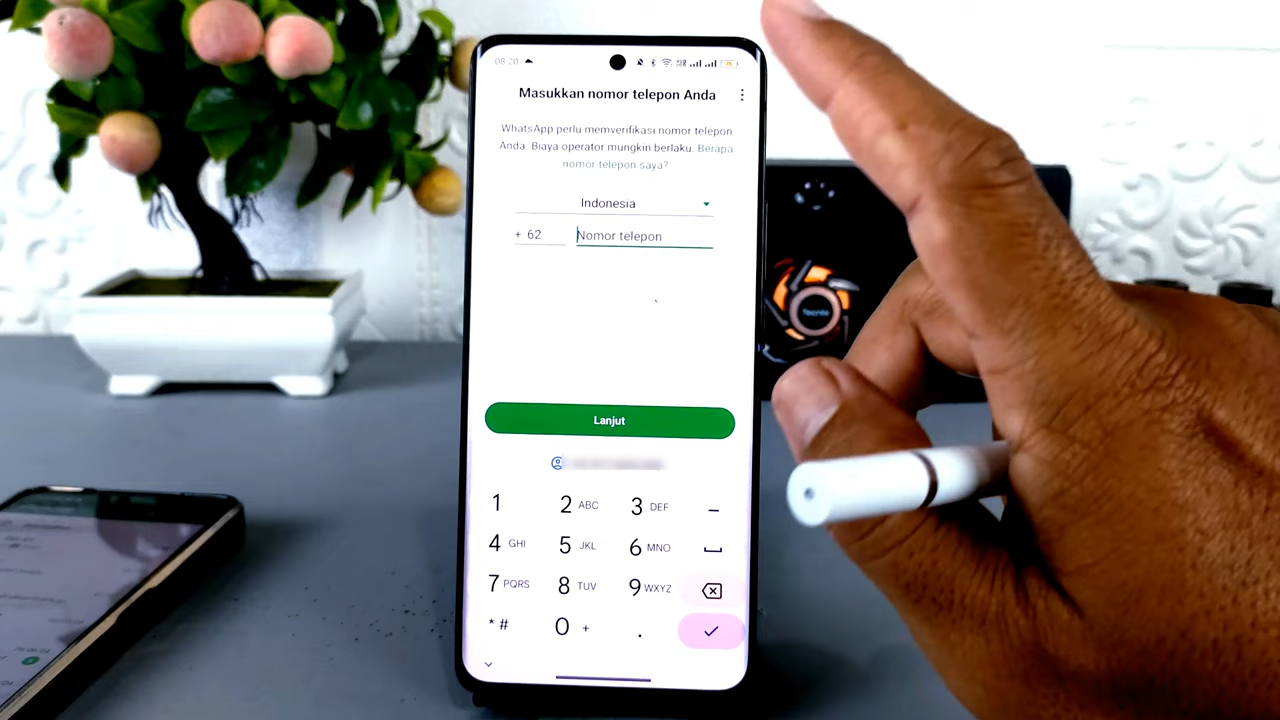 08.20
Masukkan nomor telepon Anda
WhatsApp perlu memverifikasi nomor telepon
Anda. Biaya operator mungkin berlaku. Berapa
nomor telepon saya?
Indonesia
+ 62 Nomor telepon
Lanjut
1 2 ABC 3 DEF –
4 GHI 5 JKL 6 MNO
7 PQRS 8 TUV 9 WXYZ
* # 0 + .